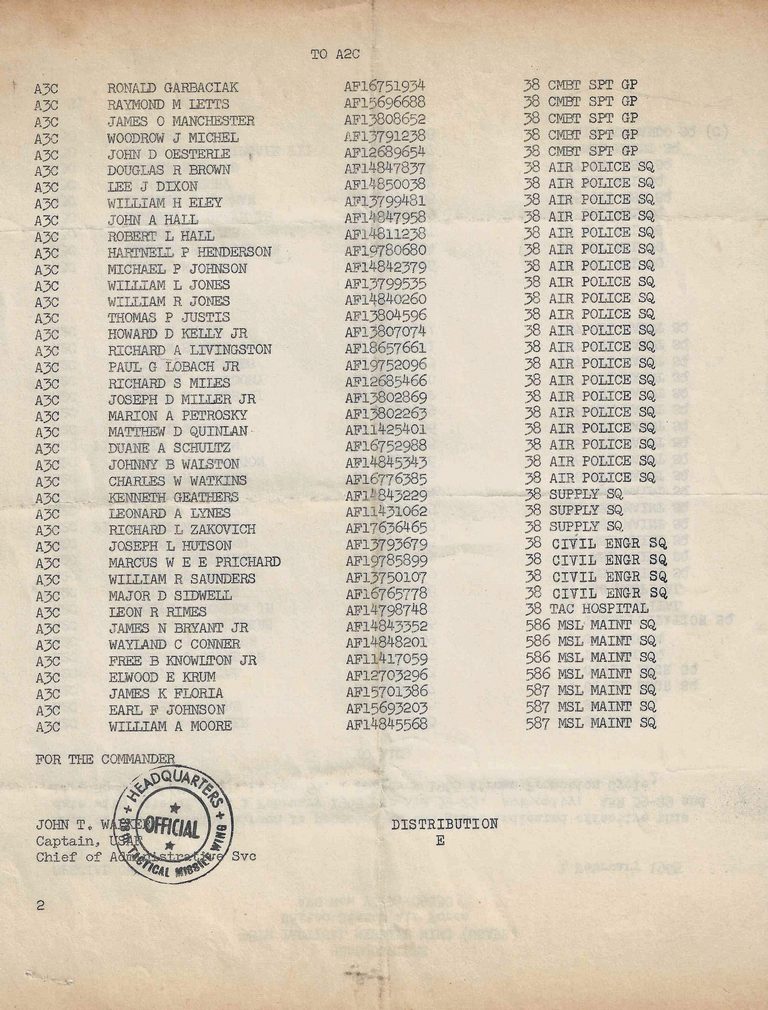 TO A2C
A3C RONALD GARBACIAK AF16751934 38 CMBT SPT GP
A3C RAYMOND M LETTS AF15696688 38 CMBT SPT GP
A3C JAMES O MANCHESTER AF13808652 38 CMBT SPT GP
A3C WOODROW J MICHEL AF13791238 38 CMBT SPT GP
A3C JOHN D OESTERLE AF12689654 38 CMBT SPT GP
A3C DOUGLAS R BROWN AF14847837 38 AIR POLICE SQ
A3C LEE J DIXON AF14850038 38 AIR POLICE SQ
A3C WILLIAM H ELEY AF13799481 38 AIR POLICE SQ
A3C JOHN A HALL AF14847958 38 AIR POLICE SQ
A3C ROBERT L HALL AF14811238 38 AIR POLICE SQ
A3C HARTNELL P HENDERSON AF19780680 38 AIR POLICE SQ
A3C MICHAEL P JOHNSON AF14842379 38 AIR POLICE SQ
A3C WILLIAM L JONES AF13799535 38 AIR POLICE SQ
A3C WILLIAM R JONES AF14840260 38 AIR POLICE SQ
A3C THOMAS P JUSTIS AF13804596 38 AIR POLICE SQ
A3C HOWARD D KELLY JR AF13807074 38 AIR POLICE SQ
A3C RICHARD A LIVINGSTON AF18657661 38 AIR POLICE SQ
A3C PAUL G LOBACH JR AF19752096 38 AIR POLICE SQ
A3C RICHARD S MILES AF12685466 38 AIR POLICE SQ
A3C JOSEPH D MILLER JR AF13802869 38 AIR POLICE SQ
A3C MARION A PETROSKY AF13802263 38 AIR POLICE SQ
A3C MATTHEW D QUINLAN AF11425401 38 AIR POLICE SQ
A3C DUANE A SCHULTZ AF16752988 38 AIR POLICE SQ
A3C JOHNNY B WALSTON AF14845343 38 AIR POLICE SQ
A3C CHARLES W WATKINS AF16776385 38 AIR POLICE SQ
A3C KENNETH GEATHERS AF14843229 38 SUPPLY SQ
A3C LEONARD A LYNES AF11431062 38 SUPPLY SQ
A3C RICHARD L ZAKOVICH AF17636465 38 SUPPLY SQ
A3C JOSEPH L HUTSON AF13793679 38 CIVIL ENGR SQ
A3C MARCUS W E E PRICHARD AF19785899 38 CIVIL ENGR SQ
A3C WILLIAM R SAUNDERS AF13750107 38 CIVIL ENGR SQ
A3C MAJOR D SIDWELL AF16765778 38 CIVIL ENGR SQ
A3C LEON R RIMES AF14798748 38 TAC HOSPITAL
A3C JAMES N BRYANT JR AF14843352 586 MSL MAINT SQ
A3C WAYLAND C CONNER AF14848201 586 MSL MAINT SQ
A3C FREE B KNOWLTON JR AF11417059 586 MSL MAINT SQ
A3C ELWOOD E KRUM AF12703296 586 MSL MAINT SQ
A3C JAMES K FLORIA AF15701386 587 MSL MAINT SQ
A3C EARL F JOHNSON AF15693203 587 MSL MAINT SQ
A3C WILLIAM A MOORE AF14845568 587 MSL MAINT SQ
FOR THE COMMANDER
HEADQUARTERS
OFFICIAL
TACTICAL MISSILE WING
JOHN T. WALKER DISTRIBUTION
Captain, USAF E
Chief of Administrative Svc
2